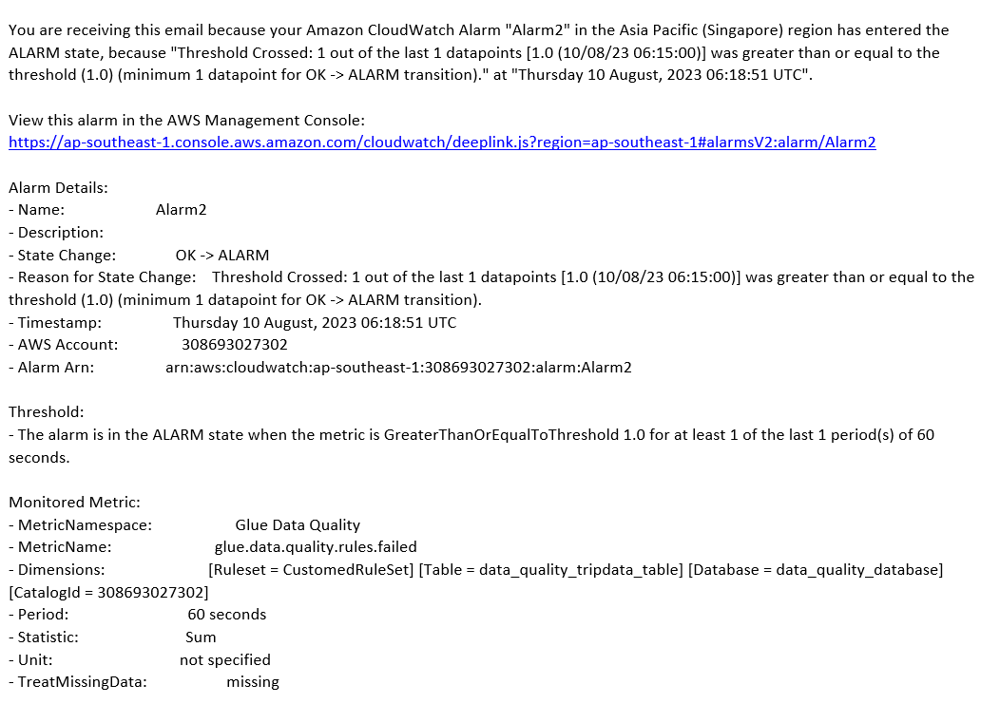 You are receiving this email because your Amazon CloudWatch Alarm "Alarm2" in the Asia Pacific (Singapore) region has entered the
ALARM state, because "Threshold Crossed: 1 out of the last 1 datapoints [1.0 (10/08/23 06:15:00)] was greater than or equal to the
threshold (1.0) (minimum 1 datapoint for OK -> ALARM transition)." at "Thursday 10 August, 2023 06:18:51 UTC".
View this alarm in the AWS Management Console:
https://ap-southeast-1.console.aws.amazon.com/cloudwatch/deeplink.js?region=ap-southeast-1#alarmsV2:alarm/Alarm2
Alarm Details:
- Name: Alarm2
- Description:
- State Change: OK -> ALARM
- Reason for State Change: Threshold Crossed: 1 out of the last 1 datapoints [1.0 (10/08/23 06:15:00)] was greater than or equal to the
threshold (1.0) (minimum 1 datapoint for OK -> ALARM transition).
- Timestamp: Thursday 10 August, 2023 06:18:51 UTC
- AWS Account: 308693027302
- Alarm Arn: arn:aws:cloudwatch:ap-southeast-1:308693027302:alarm:Alarm2
Threshold:
- The alarm is in the ALARM state when the metric is GreaterThanOrEqualToThreshold 1.0 for at least 1 of the last 1 period(s) of 60
seconds.
Monitored Metric:
- MetricNamespace: Glue Data Quality
- MetricName: glue.data.quality.rules.failed
- Dimensions: [Ruleset = CustomedRuleSet] [Table = data_quality_tripdata_table] [Database = data_quality_database]
[CatalogId = 308693027302]
- Period: 60 seconds
- Statistic: Sum
- Unit: not specified
- TreatMissingData: missing